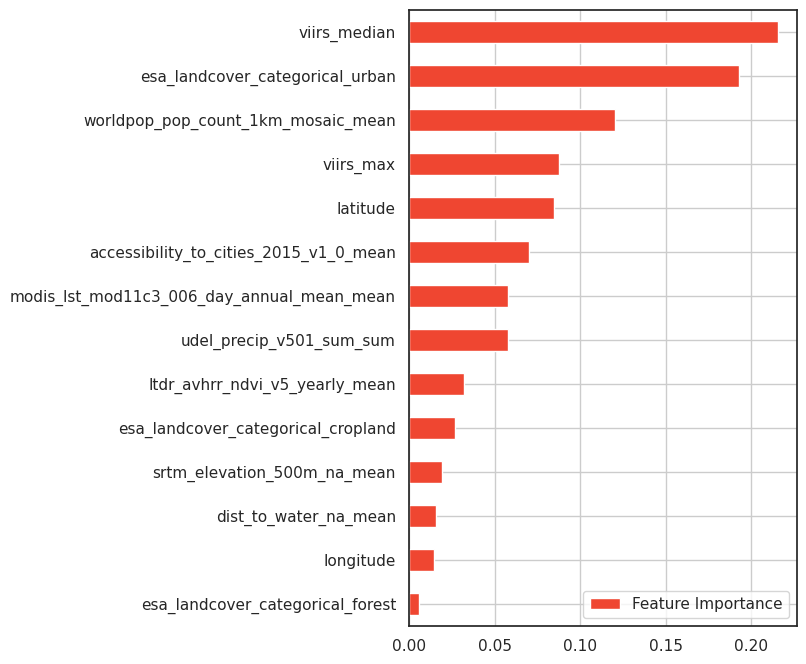 viirs_median
esa_landcover_categorical_urban
worldpop_pop_count_1km_mosaic_mean
viirs_max
latitude
accessibility_to_cities_2015_v1_0_mean
modis_lst_mod11c3_006_day_annual_mean_mean
udel_precip_v501_sum_sum
ltdr_avhrr_ndvi_v5_yearly_mean
esa_landcover_categorical_cropland
srtm_elevation_500m_na_mean
dist_to_water_na_mean
longitude
esa_landcover_categorical_forest
Feature Importance
0.00 0.05 0.10 0.15 0.20